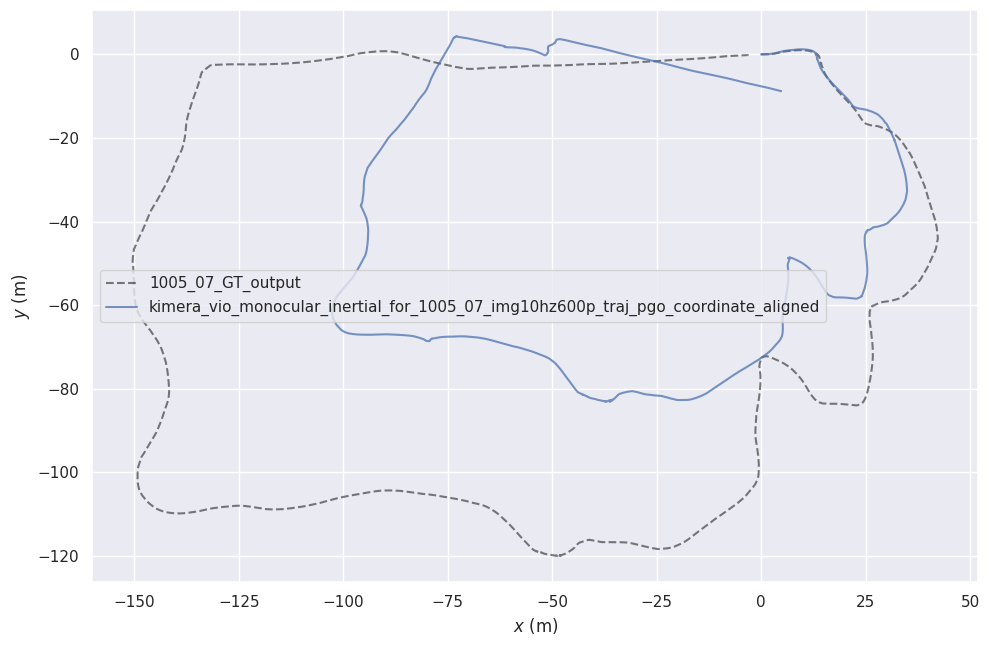 0
−20
−40
−60
−80
−100
−120
y (m)
1005_07_GT_output
kimera_vio_monocular_inertial_for_1005_07_img10hz600p_traj_pgo_coordinate_aligned
−150 −125 −100 −75 −50 −25 0 25 50
x (m)